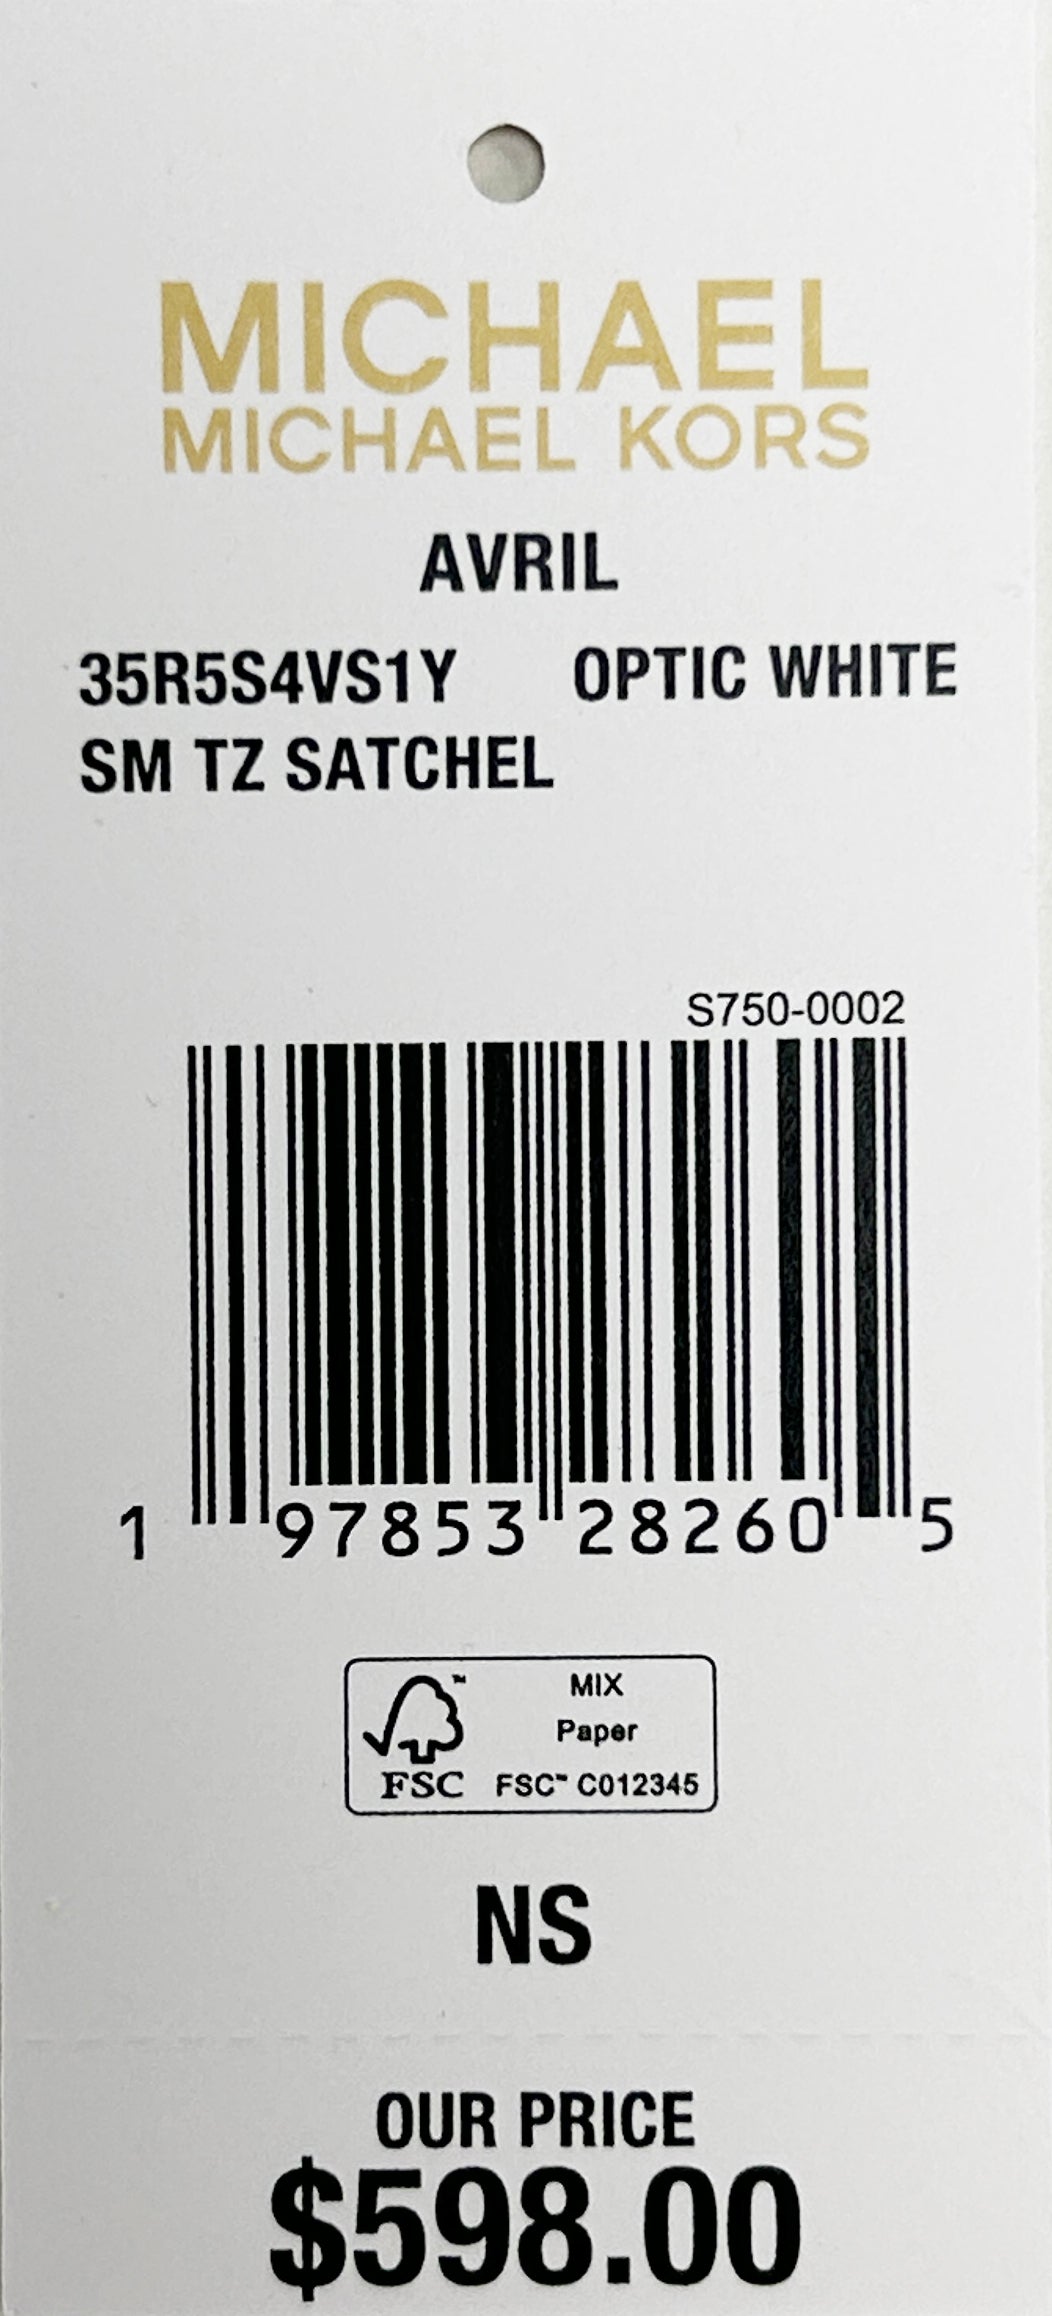 MICHAEL
MICHAEL KORS
AVRIL
35R5S4VS1Y OPTIC WHITE
SM TZ SATCHEL
S750-0002
1 97853 28260 5
MIX
Paper
FSC™ FSC™ C012345
NS
OUR PRICE
$598.00